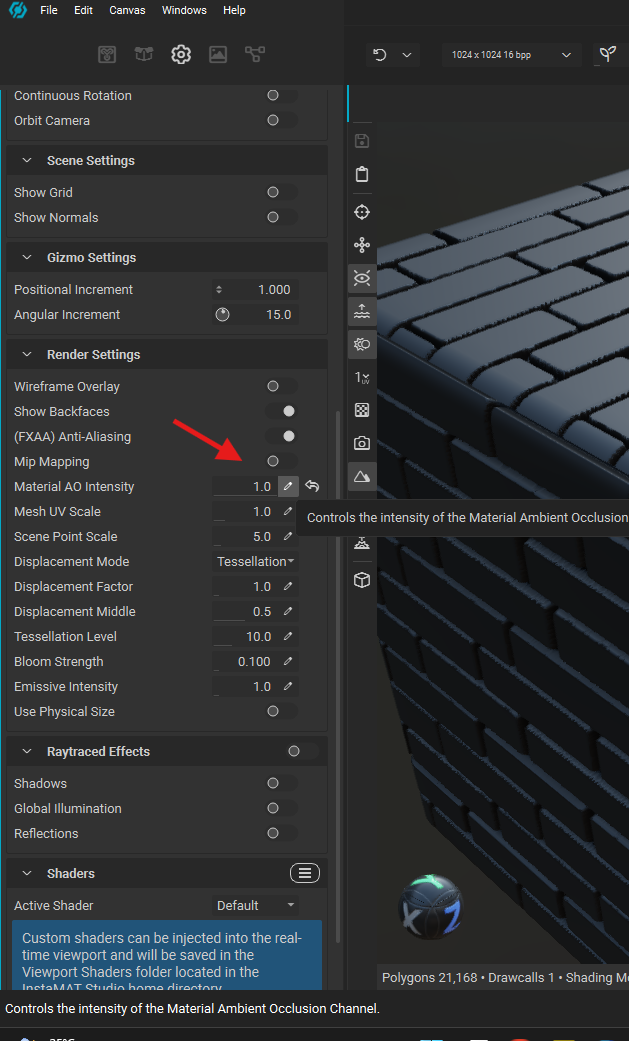 File Edit Canvas Windows Help
1024 x 1024 16 bpp
Continuous Rotation
Orbit Camera
Scene Settings
Show Grid
Show Normals
Gizmo Settings
Positional Increment 1.000
Angular Increment 15.0
Render Settings
Wireframe Overlay
Show Backfaces
(FXAA) Anti-Aliasing
Mip Mapping
Material AO Intensity 1.0
Mesh UV Scale 1.0
Controls the intensity of the Material Ambient Occlusion
Scene Point Scale 5.0
Displacement Mode Tessellation
Displacement Factor 1.0
Displacement Middle 0.5
Tessellation Level 10.0
Bloom Strength 0.100
Emissive Intensity 1.0
Use Physical Size
Raytraced Effects
Shadows
Global Illumination
Reflections
Shaders
Active Shader Default
Custom shaders can be injected into the real-
time viewport and will be saved in the
Viewport Shaders folder located in the
InstaMAT Studio home directory.
1 UV
X Y Z
Polygons 21,168 • Drawcalls 1 • Shading M
Controls the intensity of the Material Ambient Occlusion Channel.